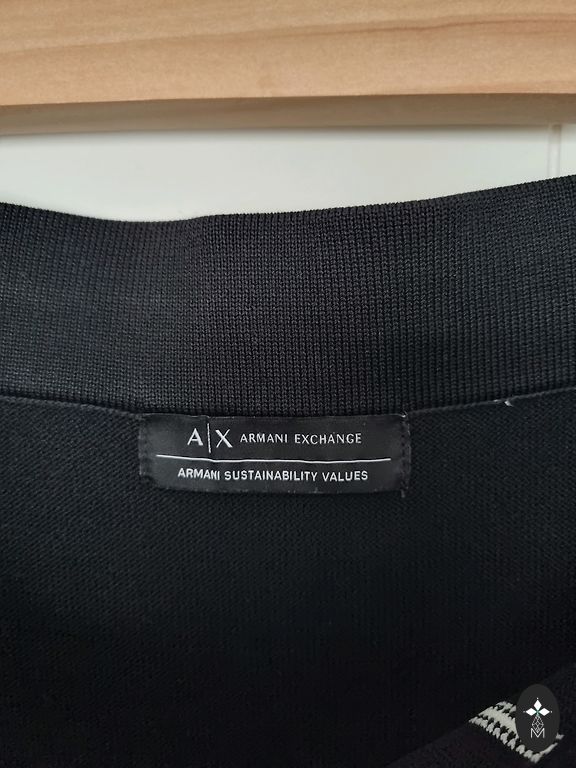 A|X ARMANI EXCHANGE
ARMANI SUSTAINABILITY VALUES
M